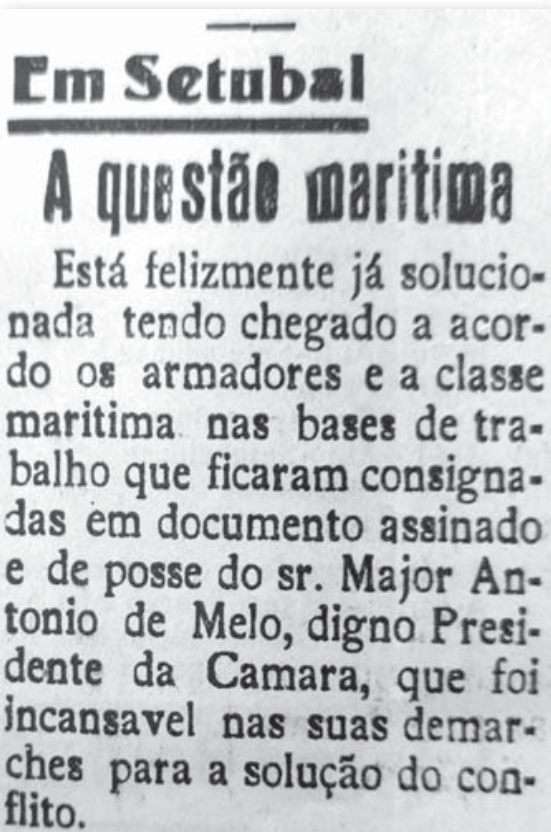 Em Setubal
A questão maritima
Está felizmente já solucio-
nada tendo chegado a acor-
do os armadores e a classe
maritima nas bases de tra-
balho que ficaram consigna-
das em documento assinado
e de posse do sr. Major An-
tonio de Melo, digno Presi-
dente da Camara, que foi
incansavel nas suas demar-
ches para a solução do con-
flito.